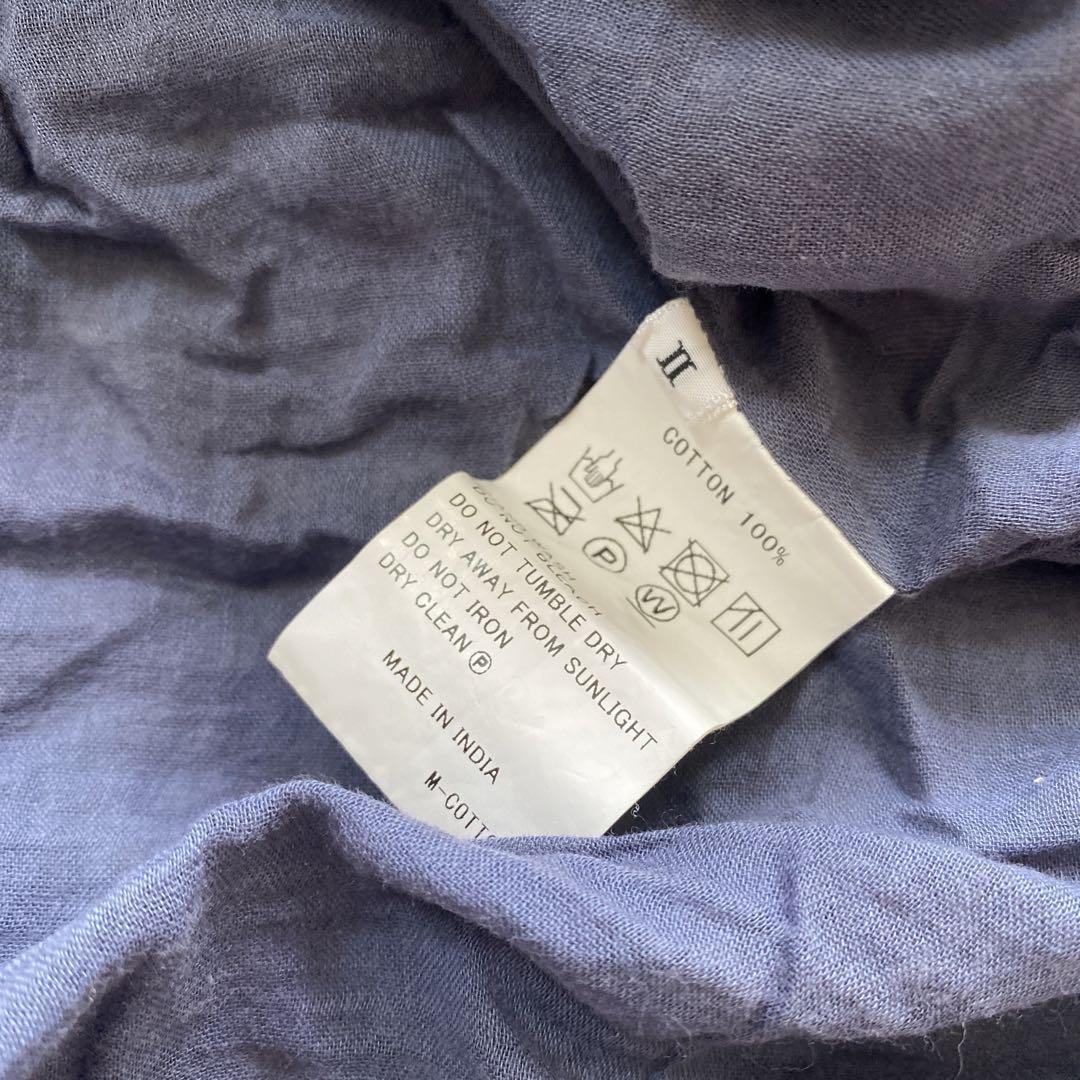 II
COTTON 100%
P
W
DO NOT TUMBLE DRY
DRY AWAY FROM SUNLIGHT
DO NOT IRON
DRY CLEAN Ⓟ
MADE IN INDIA